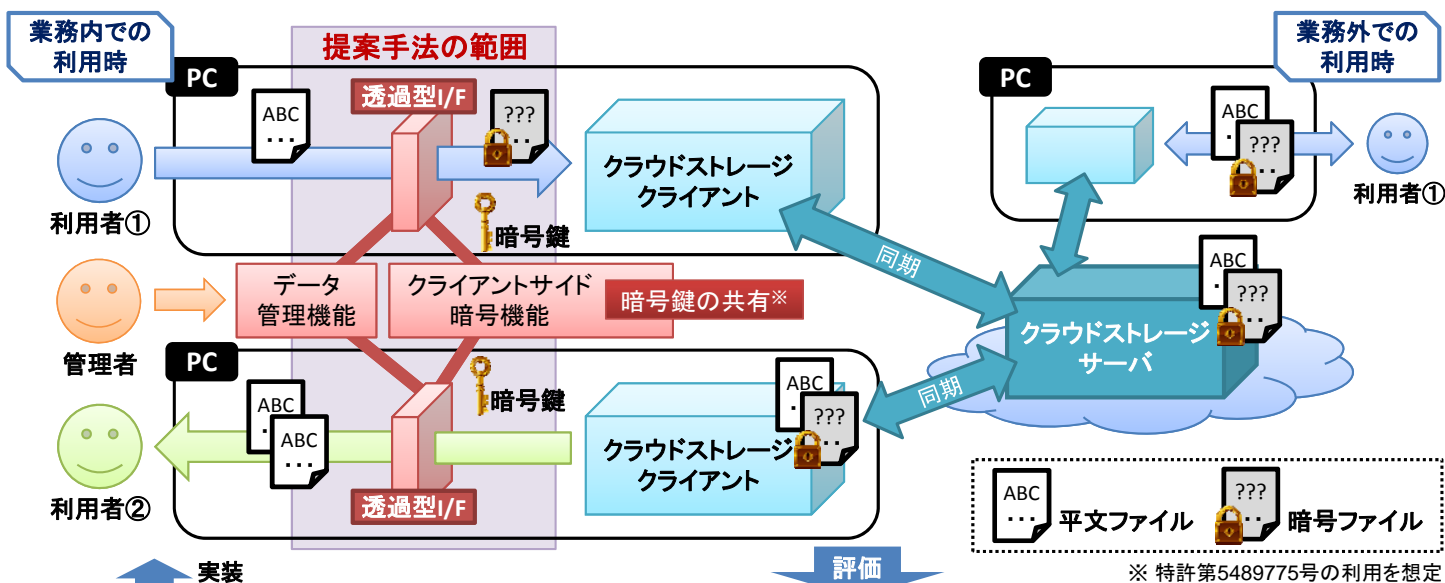 業務内での
利用時
提案手法の範囲
業務外での
利用時
PC
透過型I/F
ABC
...
???
..
クラウドストレージ
クライアント
利用者①
暗号鍵
PC
ABC
.
???
..
利用者①
同期
データ
管理機能
クライアントサイド
暗号機能
暗号鍵の共有※
管理者
ABC
.
???
..
クラウドストレージ
サーバ
同期
PC
暗号鍵
ABC
.
ABC
...
ABC
.
???
..
クラウドストレージ
クライアント
利用者②
透過型I/F
ABC
...
平文ファイル
???
..
暗号ファイル
実装
評価
※ 特許第5489775号の利用を想定